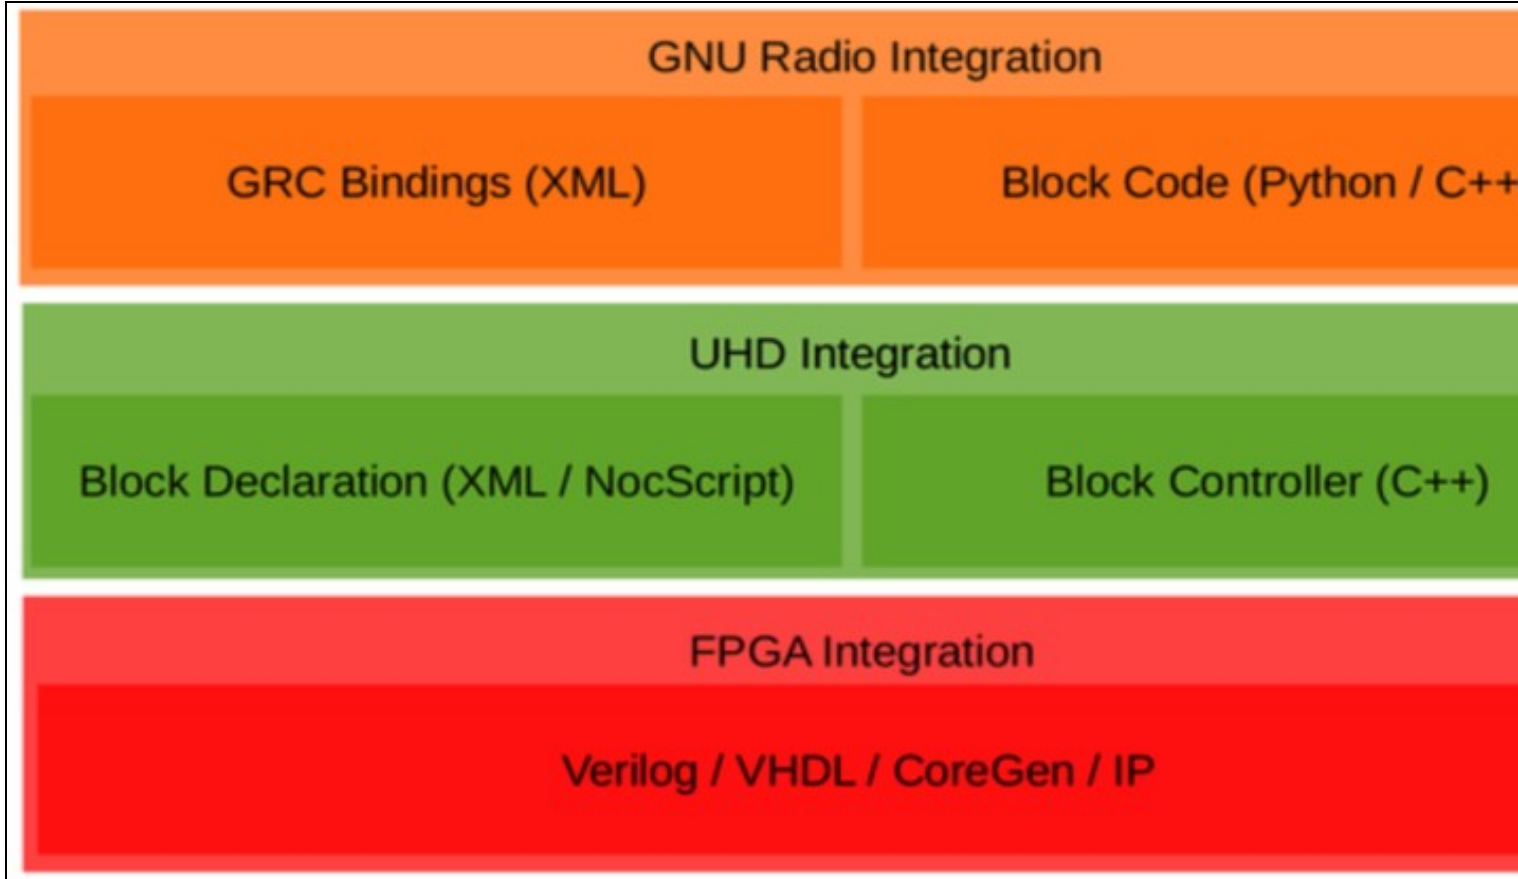 GNU Radio Integration
GRC Bindings (XML)
Block Code (Python / C++
UHD Integration
Block Declaration (XML / NocScript)
Block Controller (C++)
FPGA Integration
Verilog / VHDL / CoreGen / IP